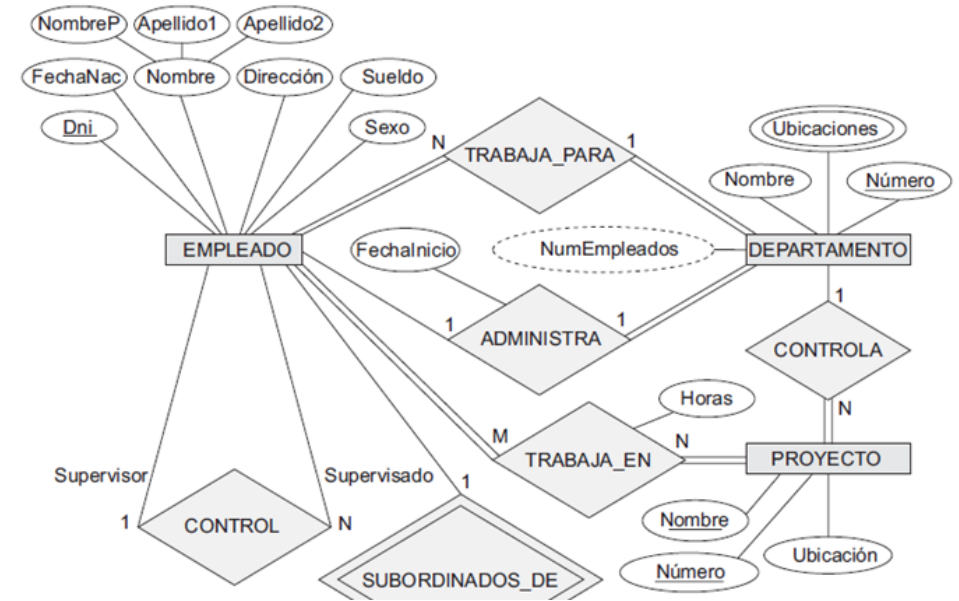 NombreP
Apellido1
Apellido2
FechaNac
Nombre
Dirección
Sueldo
Dni
Sexo
N
TRABAJA_PARA
1
Ubicaciones
Nombre
Número
EMPLEADO
FechaInicio
NumEmpleados
DEPARTAMENTO
1
ADMINISTRA
1
1
CONTROLA
N
Horas
M
TRABAJA_EN
N
PROYECTO
Supervisor
Supervisado
1
1
CONTROL
N
Nombre
Ubicación
Número
SUBORDINADOS_DE